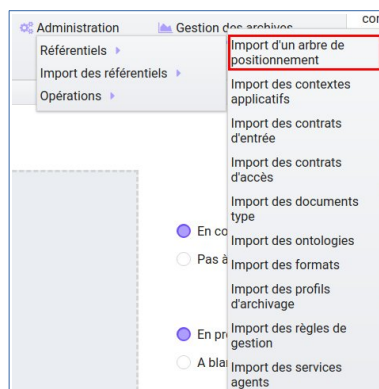 Administration
Gestion des archives
con
Référentiels
Import des référentiels
Opérations
Import d'un arbre de
positionnement
Import des contextes
applicatifs
Import des contrats
d'entrée
Import des contrats
d'accès
Import des documents
type
Import des ontologies
Import des formats
Import des profils
d'archivage
Import des règles de
gestion
Import des services
agents
En co
Pas à
En pr
A bla